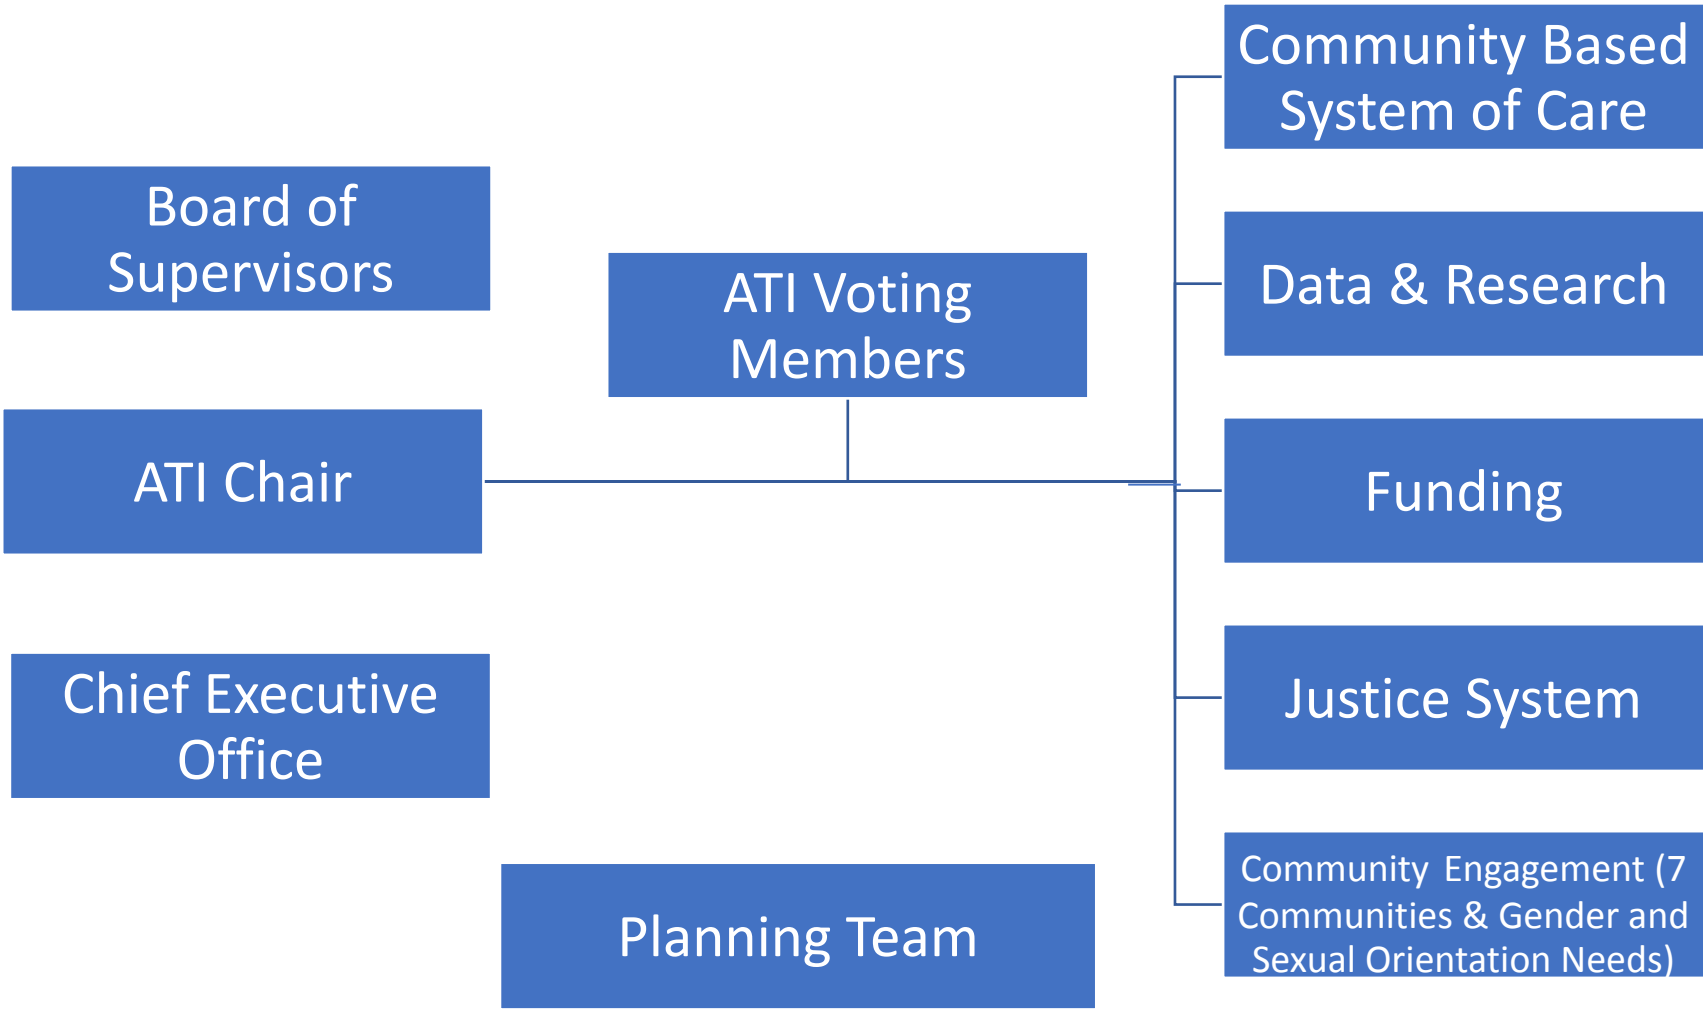 Board of
Supervisors
ATI Chair
Chief Executive
Office
ATI Voting
Members
Planning Team
Community Based
System of Care
Data & Research
Funding
Justice System
Community Engagement (7
Communities & Gender and
Sexual Orientation Needs)